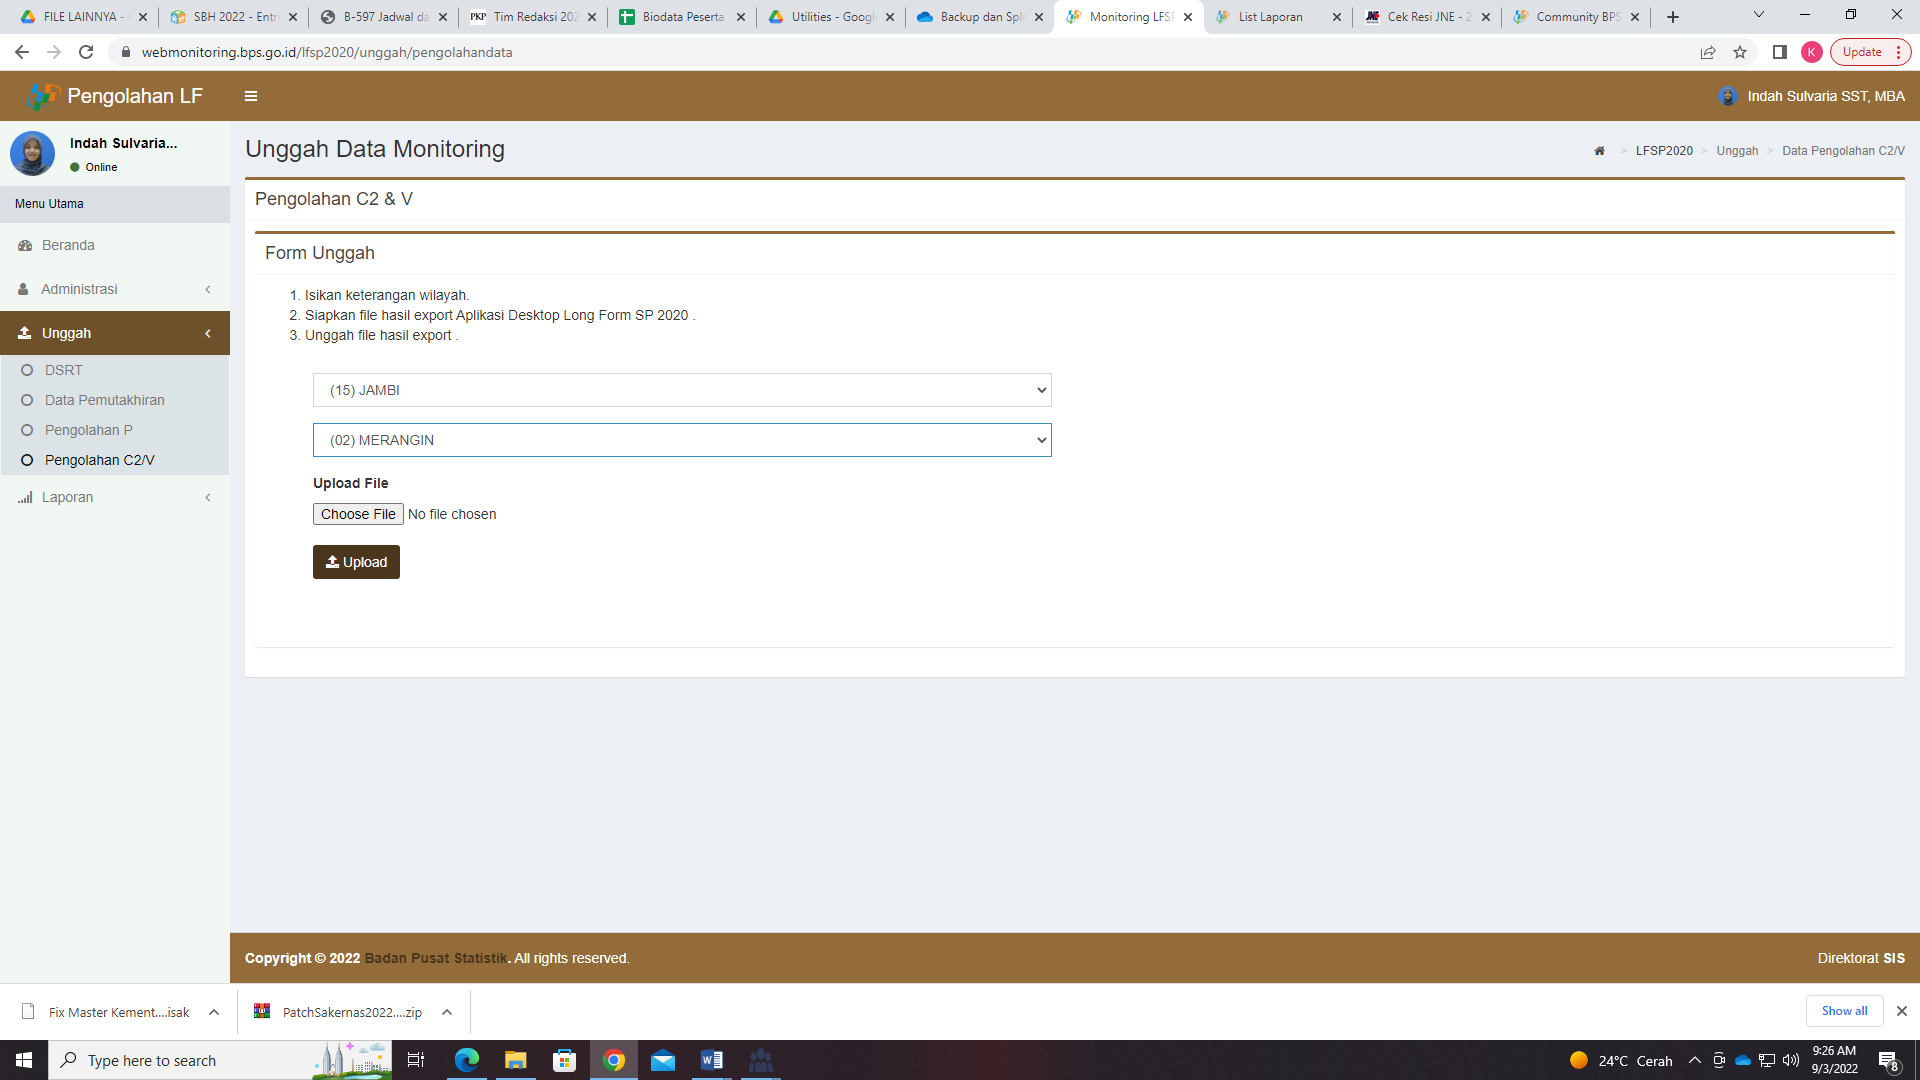 FILE LAINNYA -
SBH 2022 - Entr
B-597 Jadwal da
PKP Tim Redaksi 202
Biodata Peserta
Utilities - Googl
Backup dan Spli
Monitoring LFSP
List Laporan
JNE Cek Resi JNE - 2
Community BPS
webmonitoring.bps.go.id/lfsp2020/unggah/pengolahandata
K
Update
Pengolahan LF
Indah Sulvaria SST, MBA
Indah Sulvaria...
Online
Menu Utama
Beranda
Administrasi
Unggah
DSRT
Data Pemutakhiran
Pengolahan P
Pengolahan C2/V
Laporan
Unggah Data Monitoring
> LFSP2020 > Unggah > Data Pengolahan C2/V
Pengolahan C2 & V
Form Unggah
1. Isikan keterangan wilayah.
2. Siapkan file hasil export Aplikasi Desktop Long Form SP 2020 .
3. Unggah file hasil export .
(15) JAMBI
(02) MERANGIN
Upload File
Choose File No file chosen
Upload
Copyright © 2022 Badan Pusat Statistik. All rights reserved.
Direktorat SIS
Fix Master Kement....isak
PatchSakernas2022....zip
Show all
Type here to search
24°C Cerah
9:26 AM
9/3/2022
8